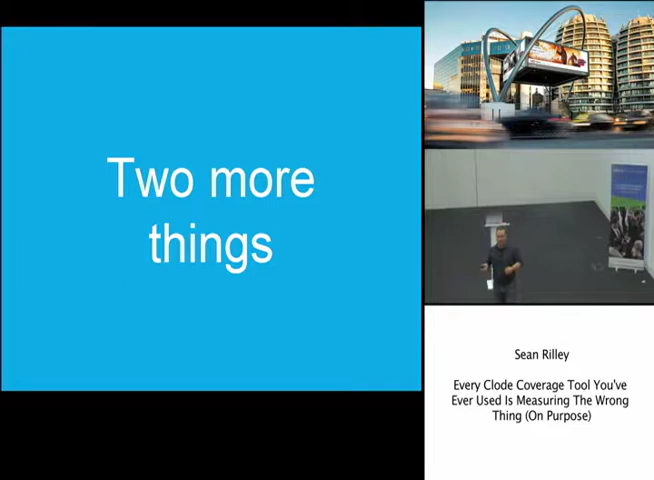 Two more
things
Sean Rilley
Every Clode Coverage Tool You've
Ever Used Is Measuring The Wrong
Thing (On Purpose)